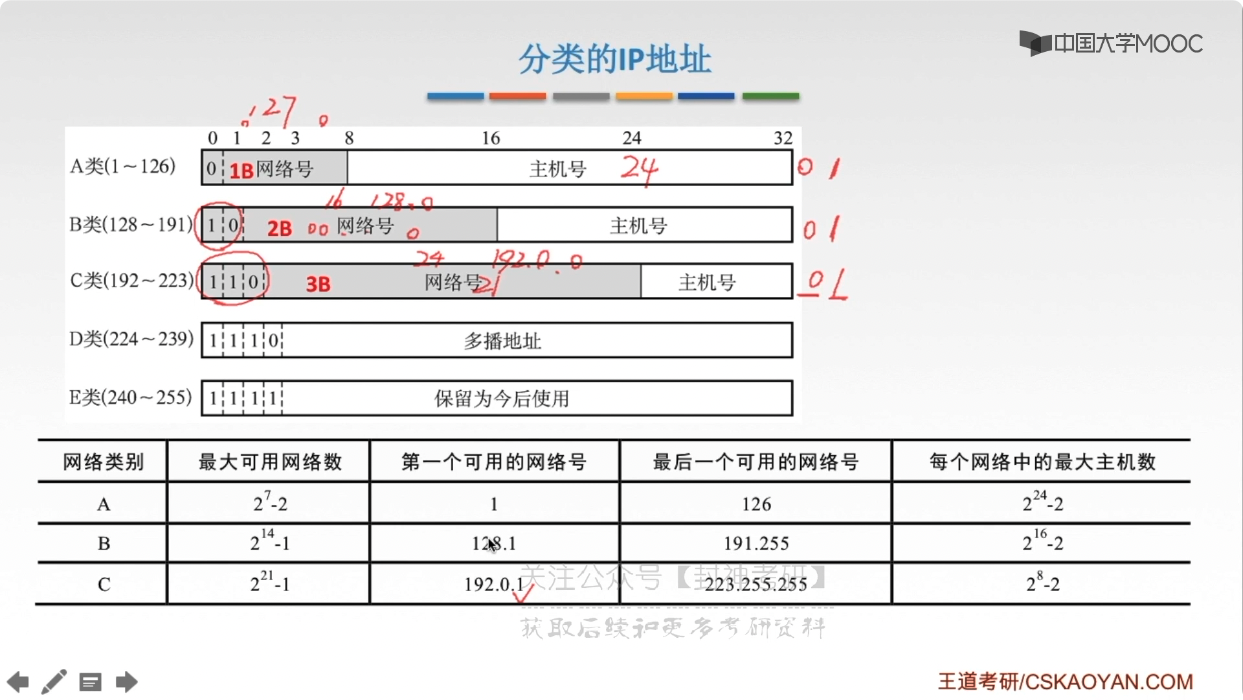 中国大学MOOC
分类的IP地址
127 0
0 1 2 3 8 16 24 32
A类(1～126) 0 1B 网络号 主机号 24 0 1
16 128.0
B类(128～191) 1 0 2B 00 网络号 0 主机号 0 1
24 192.0.0
C类(192～223) 1 1 0 3B 网络号 21 主机号 0 1
D类(224～239) 1 1 1 0 多播地址
E类(240～255) 1 1 1 1 保留为今后使用
网络类别 最大可用网络数 第一个可用的网络号 最后一个可用的网络号 每个网络中的最大主机数
A 2^7-2 1 126 2^24-2
B 2^14-1 128.1 191.255 2^16-2
C 2^21-1 192.0.1 223.255.255 2^8-2
关注公众号【封神考研】
获取后续和更多考研资料
王道考研/CSKAOYAN.COM